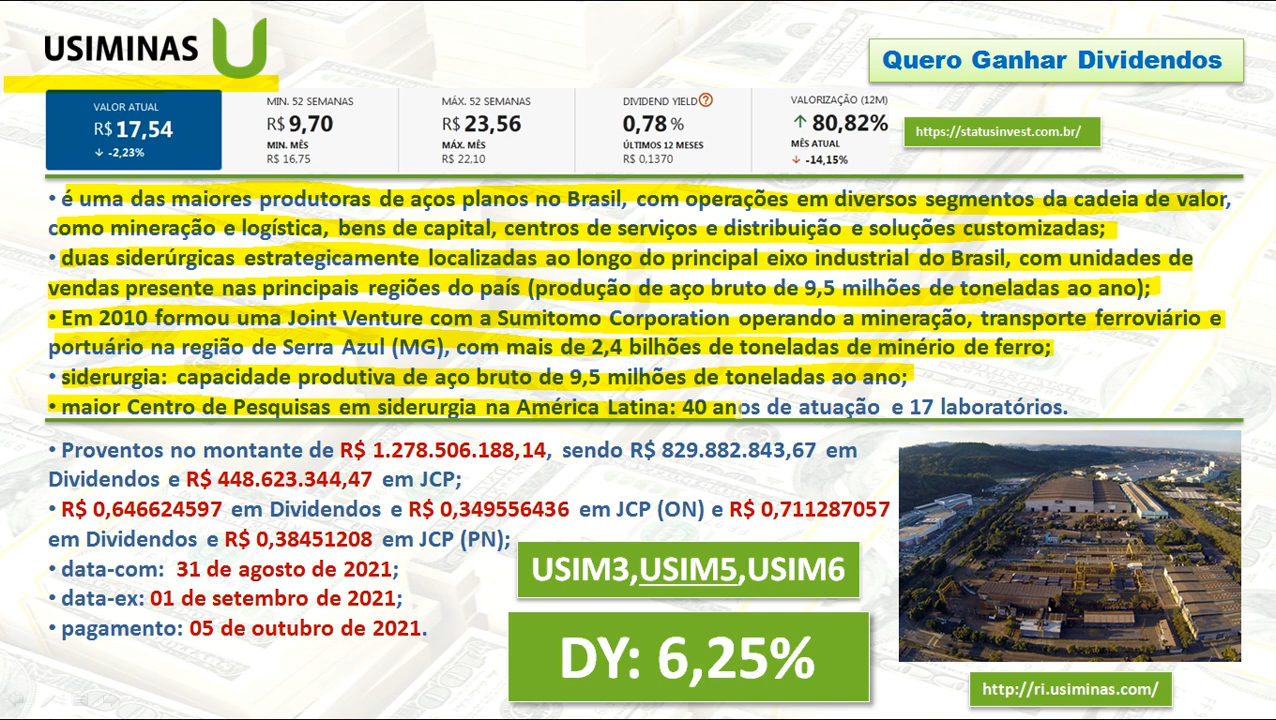 USIMINAS
Quero Ganhar Dividendos
VALOR ATUAL
R$ 17,54
↓ -2,23%
MIN. 52 SEMANAS
R$ 9,70
MIN. MÊS
R$ 16,75
MÁX. 52 SEMANAS
R$ 23,56
MÁX. MÊS
R$ 22,10
DIVIDEND YIELD ?
0,78 %
ÚLTIMOS 12 MESES
R$ 0,1370
VALORIZAÇÃO (12M)
↑ 80,82%
MÊS ATUAL
↓ -14,15%
https://statusinvest.com.br/
• é uma das maiores produtoras de aços planos no Brasil, com operações em diversos segmentos da cadeia de valor,
como mineração e logística, bens de capital, centros de serviços e distribuição e soluções customizadas;
• duas siderúrgicas estrategicamente localizadas ao longo do principal eixo industrial do Brasil, com unidades de
vendas presente nas principais regiões do país (produção de aço bruto de 9,5 milhões de toneladas ao ano);
• Em 2010 formou uma Joint Venture com a Sumitomo Corporation operando a mineração, transporte ferroviário e
portuário na região de Serra Azul (MG), com mais de 2,4 bilhões de toneladas de minério de ferro;
• siderurgia: capacidade produtiva de aço bruto de 9,5 milhões de toneladas ao ano;
• maior Centro de Pesquisas em siderurgia na América Latina: 40 anos de atuação e 17 laboratórios.
• Proventos no montante de R$ 1.278.506.188,14, sendo R$ 829.882.843,67 em
Dividendos e R$ 448.623.344,47 em JCP;
• R$ 0,646624597 em Dividendos e R$ 0,349556436 em JCP (ON) e R$ 0,711287057
em Dividendos e R$ 0,38451208 em JCP (PN);
• data-com: 31 de agosto de 2021;
• data-ex: 01 de setembro de 2021;
• pagamento: 05 de outubro de 2021.
USIM3,USIM5,USIM6
DY: 6,25%
http://ri.usiminas.com/